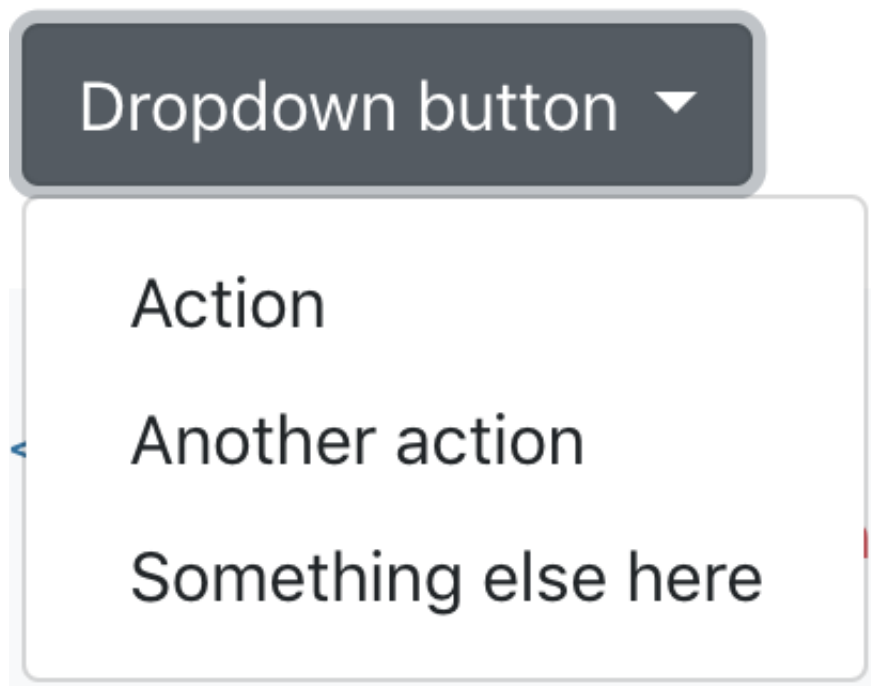 Dropdown button
Action
Another action
Something else here